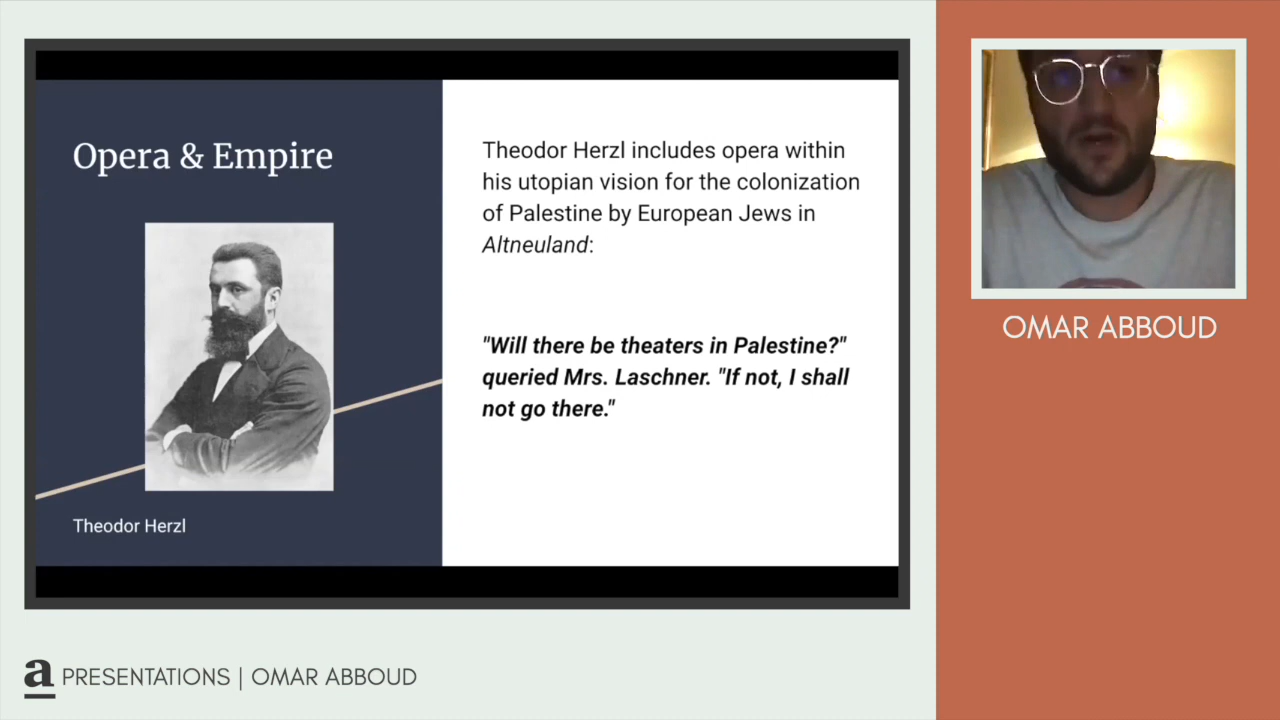 Opera & Empire
Theodor Herzl
Theodor Herzl includes opera within
his utopian vision for the colonization
of Palestine by European Jews in
Altneuland:
"Will there be theaters in Palestine?"
queried Mrs. Laschner. "If not, I shall
not go there."
OMAR ABBOUD
a PRESENTATIONS | OMAR ABBOUD